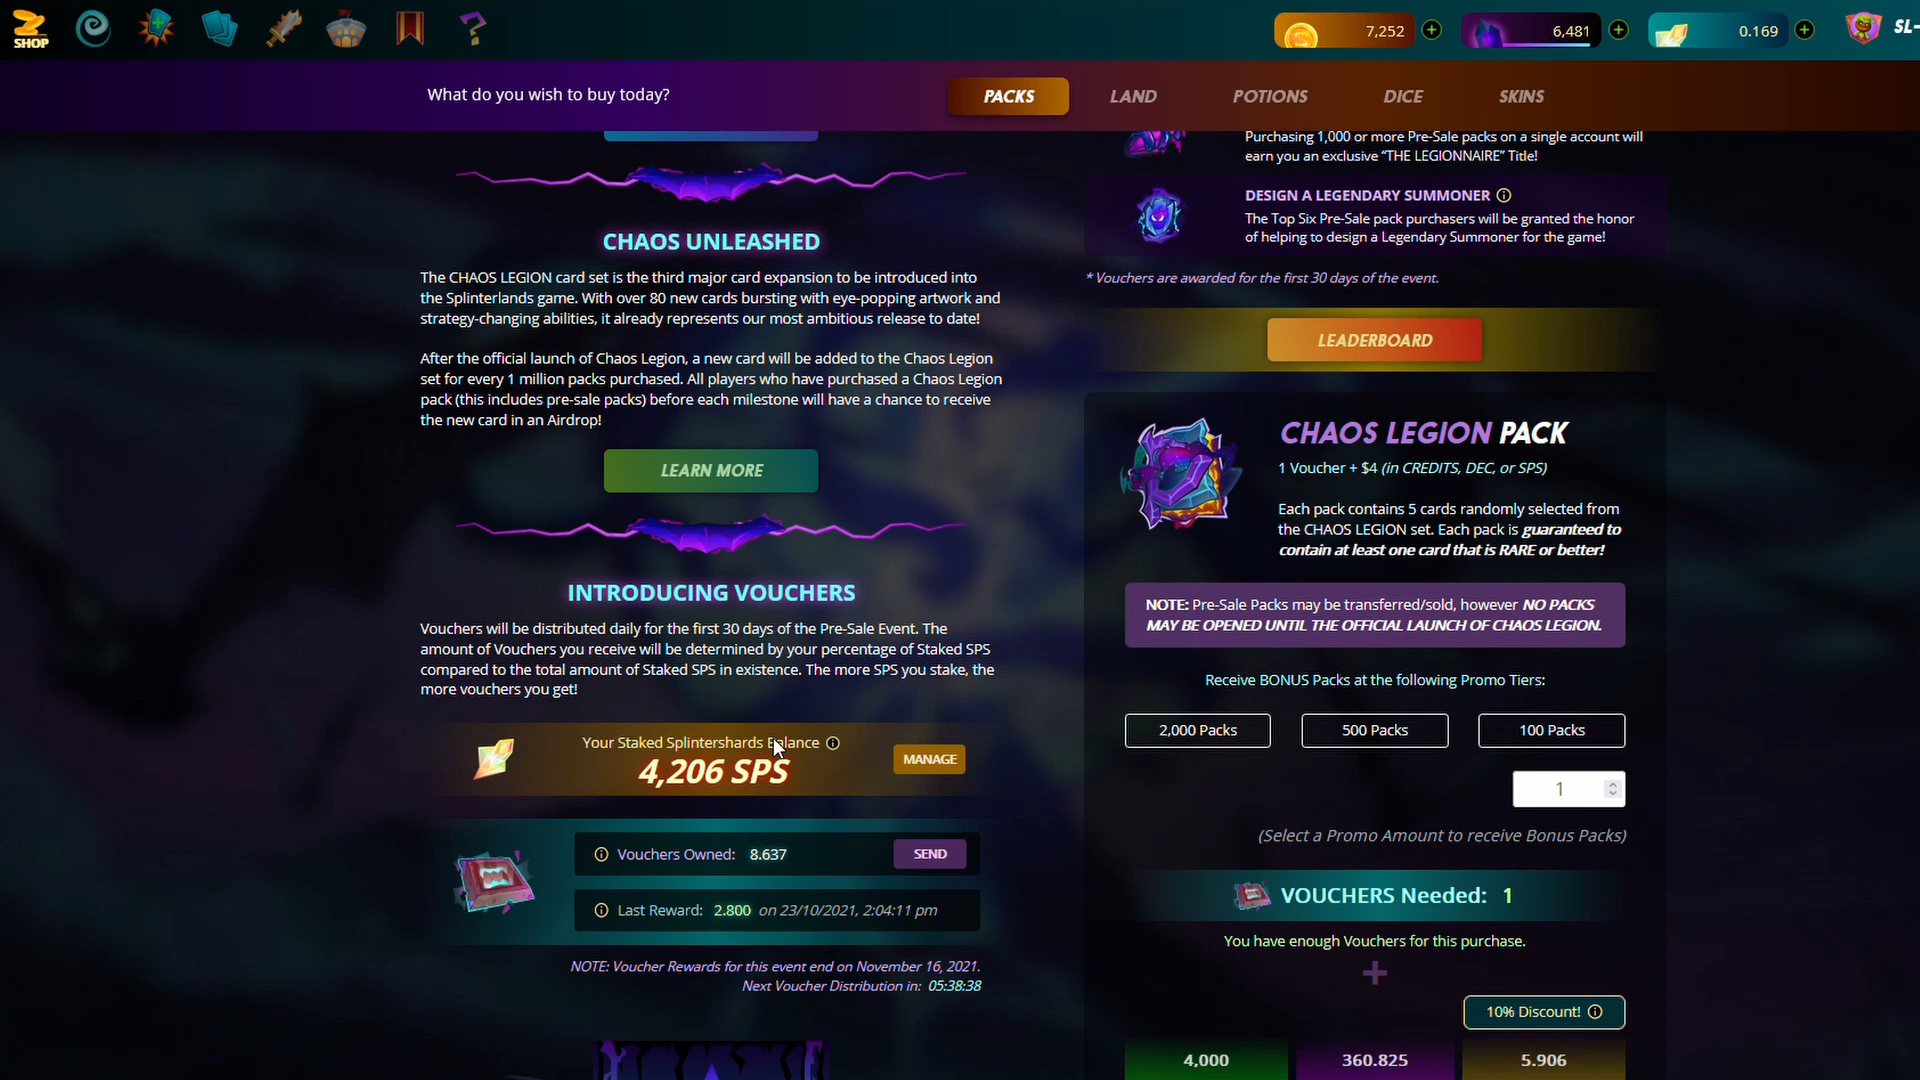 SHOP
7,252
6,481
0.169
SL-
What do you wish to buy today?
PACKS
LAND
POTIONS
DICE
SKINS
CHAOS UNLEASHED
The CHAOS LEGION card set is the third major card expansion to be introduced into
the Splinterlands game. With over 80 new cards bursting with eye-popping artwork and
strategy-changing abilities, it already represents our most ambitious release to date!
After the official launch of Chaos Legion, a new card will be added to the Chaos Legion
set for every 1 million packs purchased. All players who have purchased a Chaos Legion
pack (this includes pre-sale packs) before each milestone will have a chance to receive
the new card in an Airdrop!
LEARN MORE
INTRODUCING VOUCHERS
Vouchers will be distributed daily for the first 30 days of the Pre-Sale Event. The
amount of Vouchers you receive will be determined by your percentage of Staked SPS
compared to the total amount of Staked SPS in existence. The more SPS you stake, the
more vouchers you get!
Your Staked Splintershards Balance
4,206 SPS
MANAGE
Vouchers Owned: 8.637
SEND
Last Reward: 2.800 on 23/10/2021, 2:04:11 pm
NOTE: Voucher Rewards for this event end on November 16, 2021.
Next Voucher Distribution in: 05:38:38
Purchasing 1,000 or more Pre-Sale packs on a single account will
earn you an exclusive "THE LEGIONNAIRE" Title!
DESIGN A LEGENDARY SUMMONER
The Top Six Pre-Sale pack purchasers will be granted the honor
of helping to design a Legendary Summoner for the game!
* Vouchers are awarded for the first 30 days of the event.
LEADERBOARD
CHAOS LEGION PACK
1 Voucher + $4 (in CREDITS, DEC, or SPS)
Each pack contains 5 cards randomly selected from
the CHAOS LEGION set. Each pack is guaranteed to
contain at least one card that is RARE or better!
NOTE: Pre-Sale Packs may be transferred/sold, however NO PACKS
MAY BE OPENED UNTIL THE OFFICIAL LAUNCH OF CHAOS LEGION.
Receive BONUS Packs at the following Promo Tiers:
2,000 Packs
500 Packs
100 Packs
1
(Select a Promo Amount to receive Bonus Packs)
VOUCHERS Needed: 1
You have enough Vouchers for this purchase.
10% Discount!
4,000
360.825
5.906